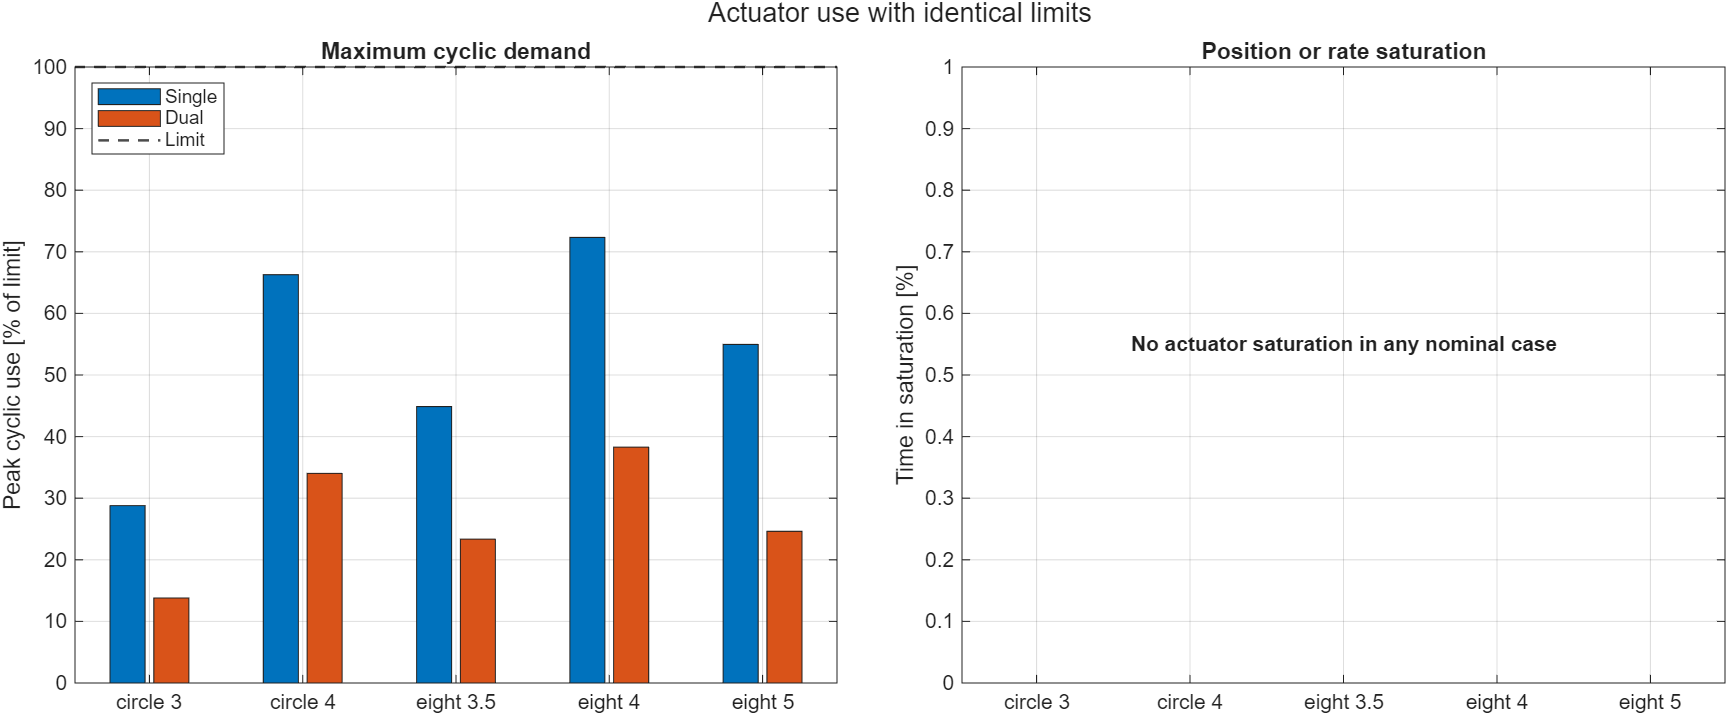 Actuator use with identical limits
Maximum cyclic demand
Peak cyclic use [% of limit]
100
90
80
70
60
50
40
30
20
10
0
Single
Dual
Limit
circle 3
circle 4
eight 3.5
eight 4
eight 5
Position or rate saturation
Time in saturation [%]
1
0.9
0.8
0.7
0.6
0.5
0.4
0.3
0.2
0.1
0
No actuator saturation in any nominal case
circle 3
circle 4
eight 3.5
eight 4
eight 5